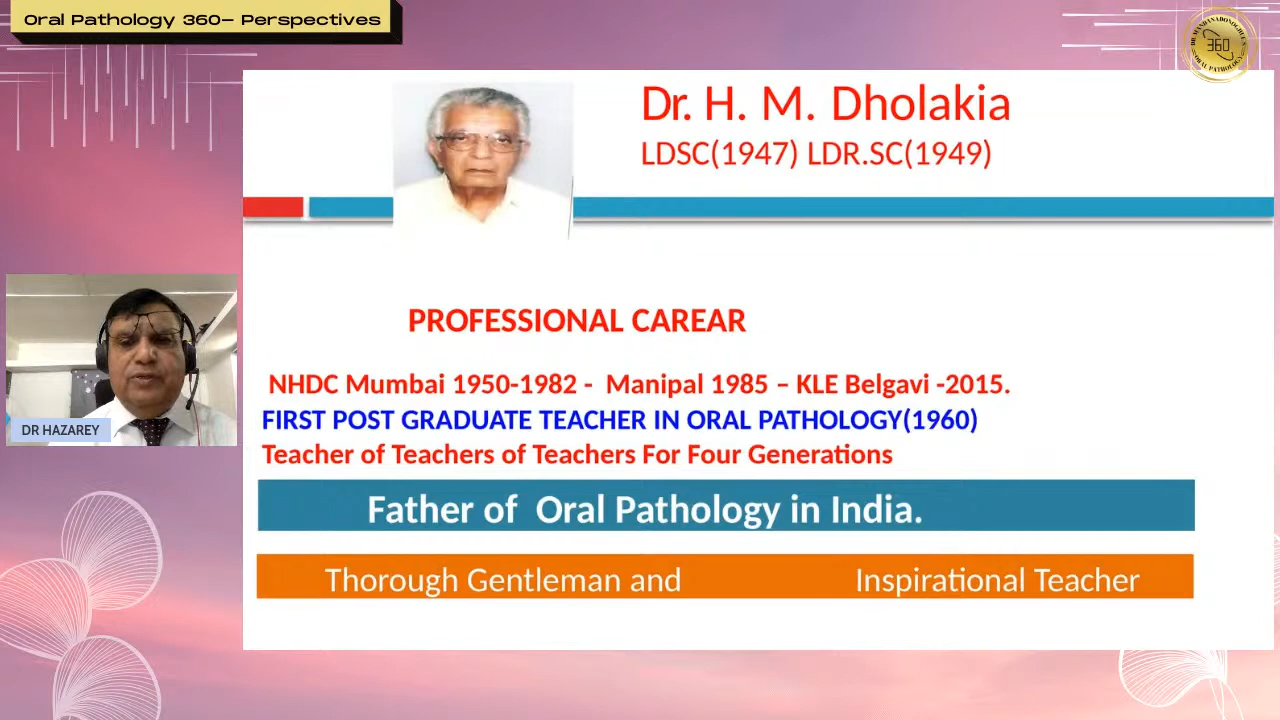 Oral Pathology 360– Perspectives
360
Dr. H. M. Dholakia
LDSC(1947) LDR.SC(1949)
PROFESSIONAL CAREAR
NHDC Mumbai 1950-1982 - Manipal 1985 – KLE Belgavi -2015.
FIRST POST GRADUATE TEACHER IN ORAL PATHOLOGY(1960)
Teacher of Teachers of Teachers For Four Generations
DR HAZAREY
Father of Oral Pathology in India.
Thorough Gentleman and Inspirational Teacher